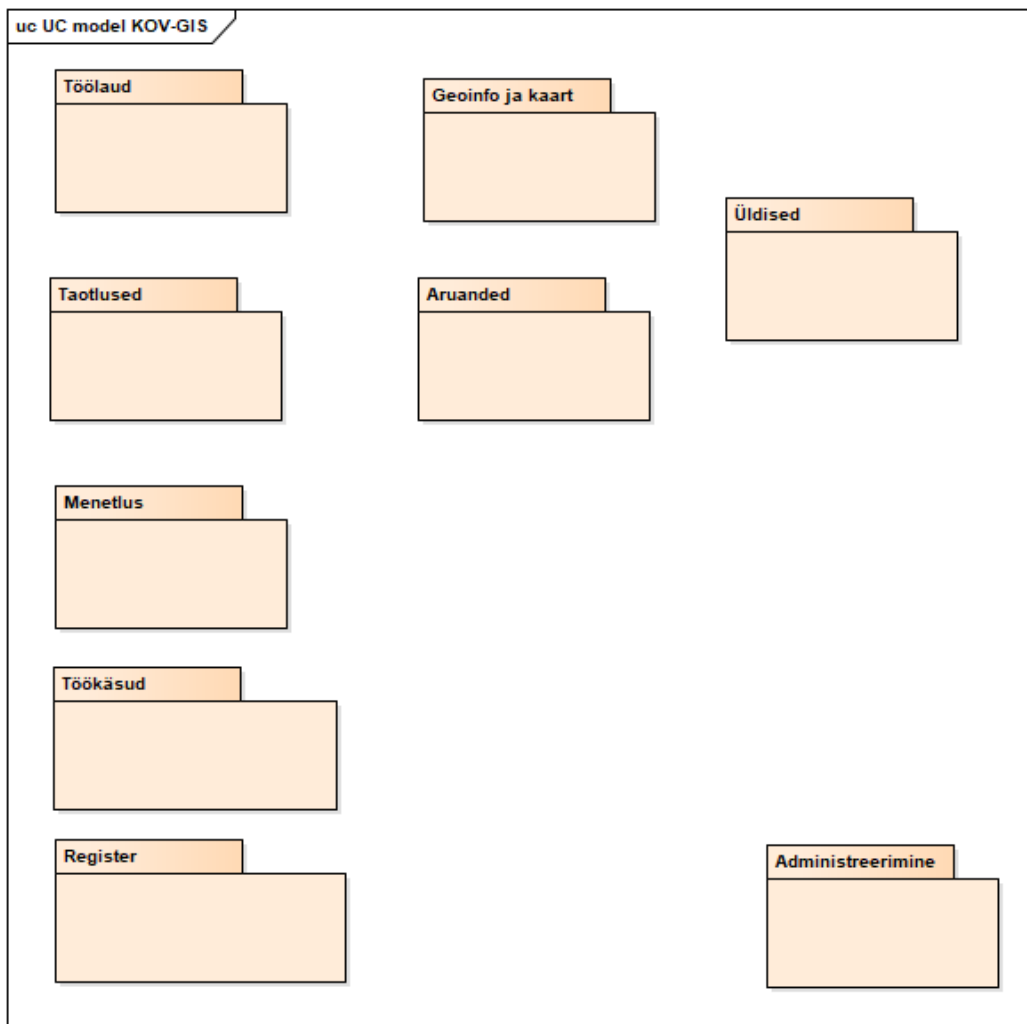 uc UC model KOV-GIS
Töölaud
Geoinfo ja kaart
Üldised
Taotlused
Aruanded
Menetlus
Töökäsud
Register
Administreerimine